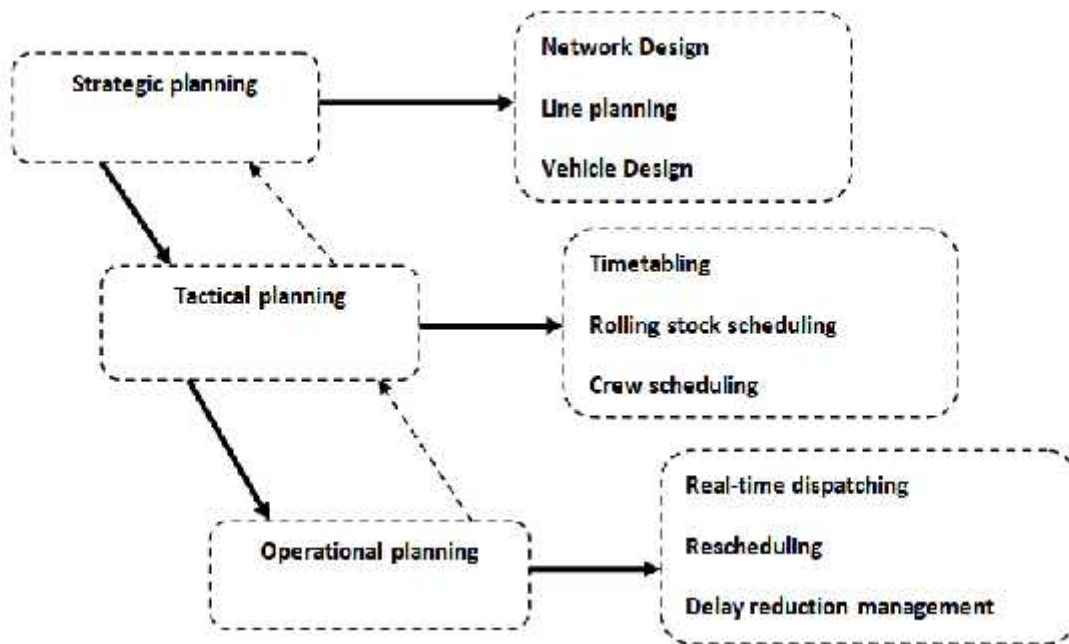 Strategic planning
Network Design
Line planning
Vehicle Design
Tactical planning
Timetabling
Rolling stock scheduling
Crew scheduling
Operational planning
Real-time dispatching
Rescheduling
Delay reduction management